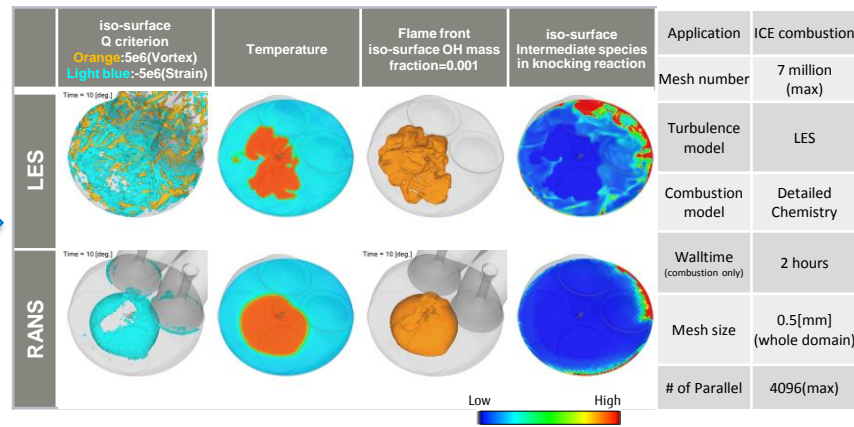 iso-surface
Q criterion
Orange:5e6(Vortex)
Light blue:-5e6(Strain)
Temperature
Flame front
iso-surface OH mass
fraction=0.001
iso-surface
Intermediate species
in knocking reaction
LES
Time = 10 [deg.]
RANS
Time = 10 [deg.]
Time = 10 [deg.]
Low
High
Application
ICE combustion
Mesh number
7 million
(max)
Turbulence
model
LES
Combustion
model
Detailed
Chemistry
Walltime
(combustion only)
2 hours
Mesh size
0.5[mm]
(whole domain)
# of Parallel
4096(max)